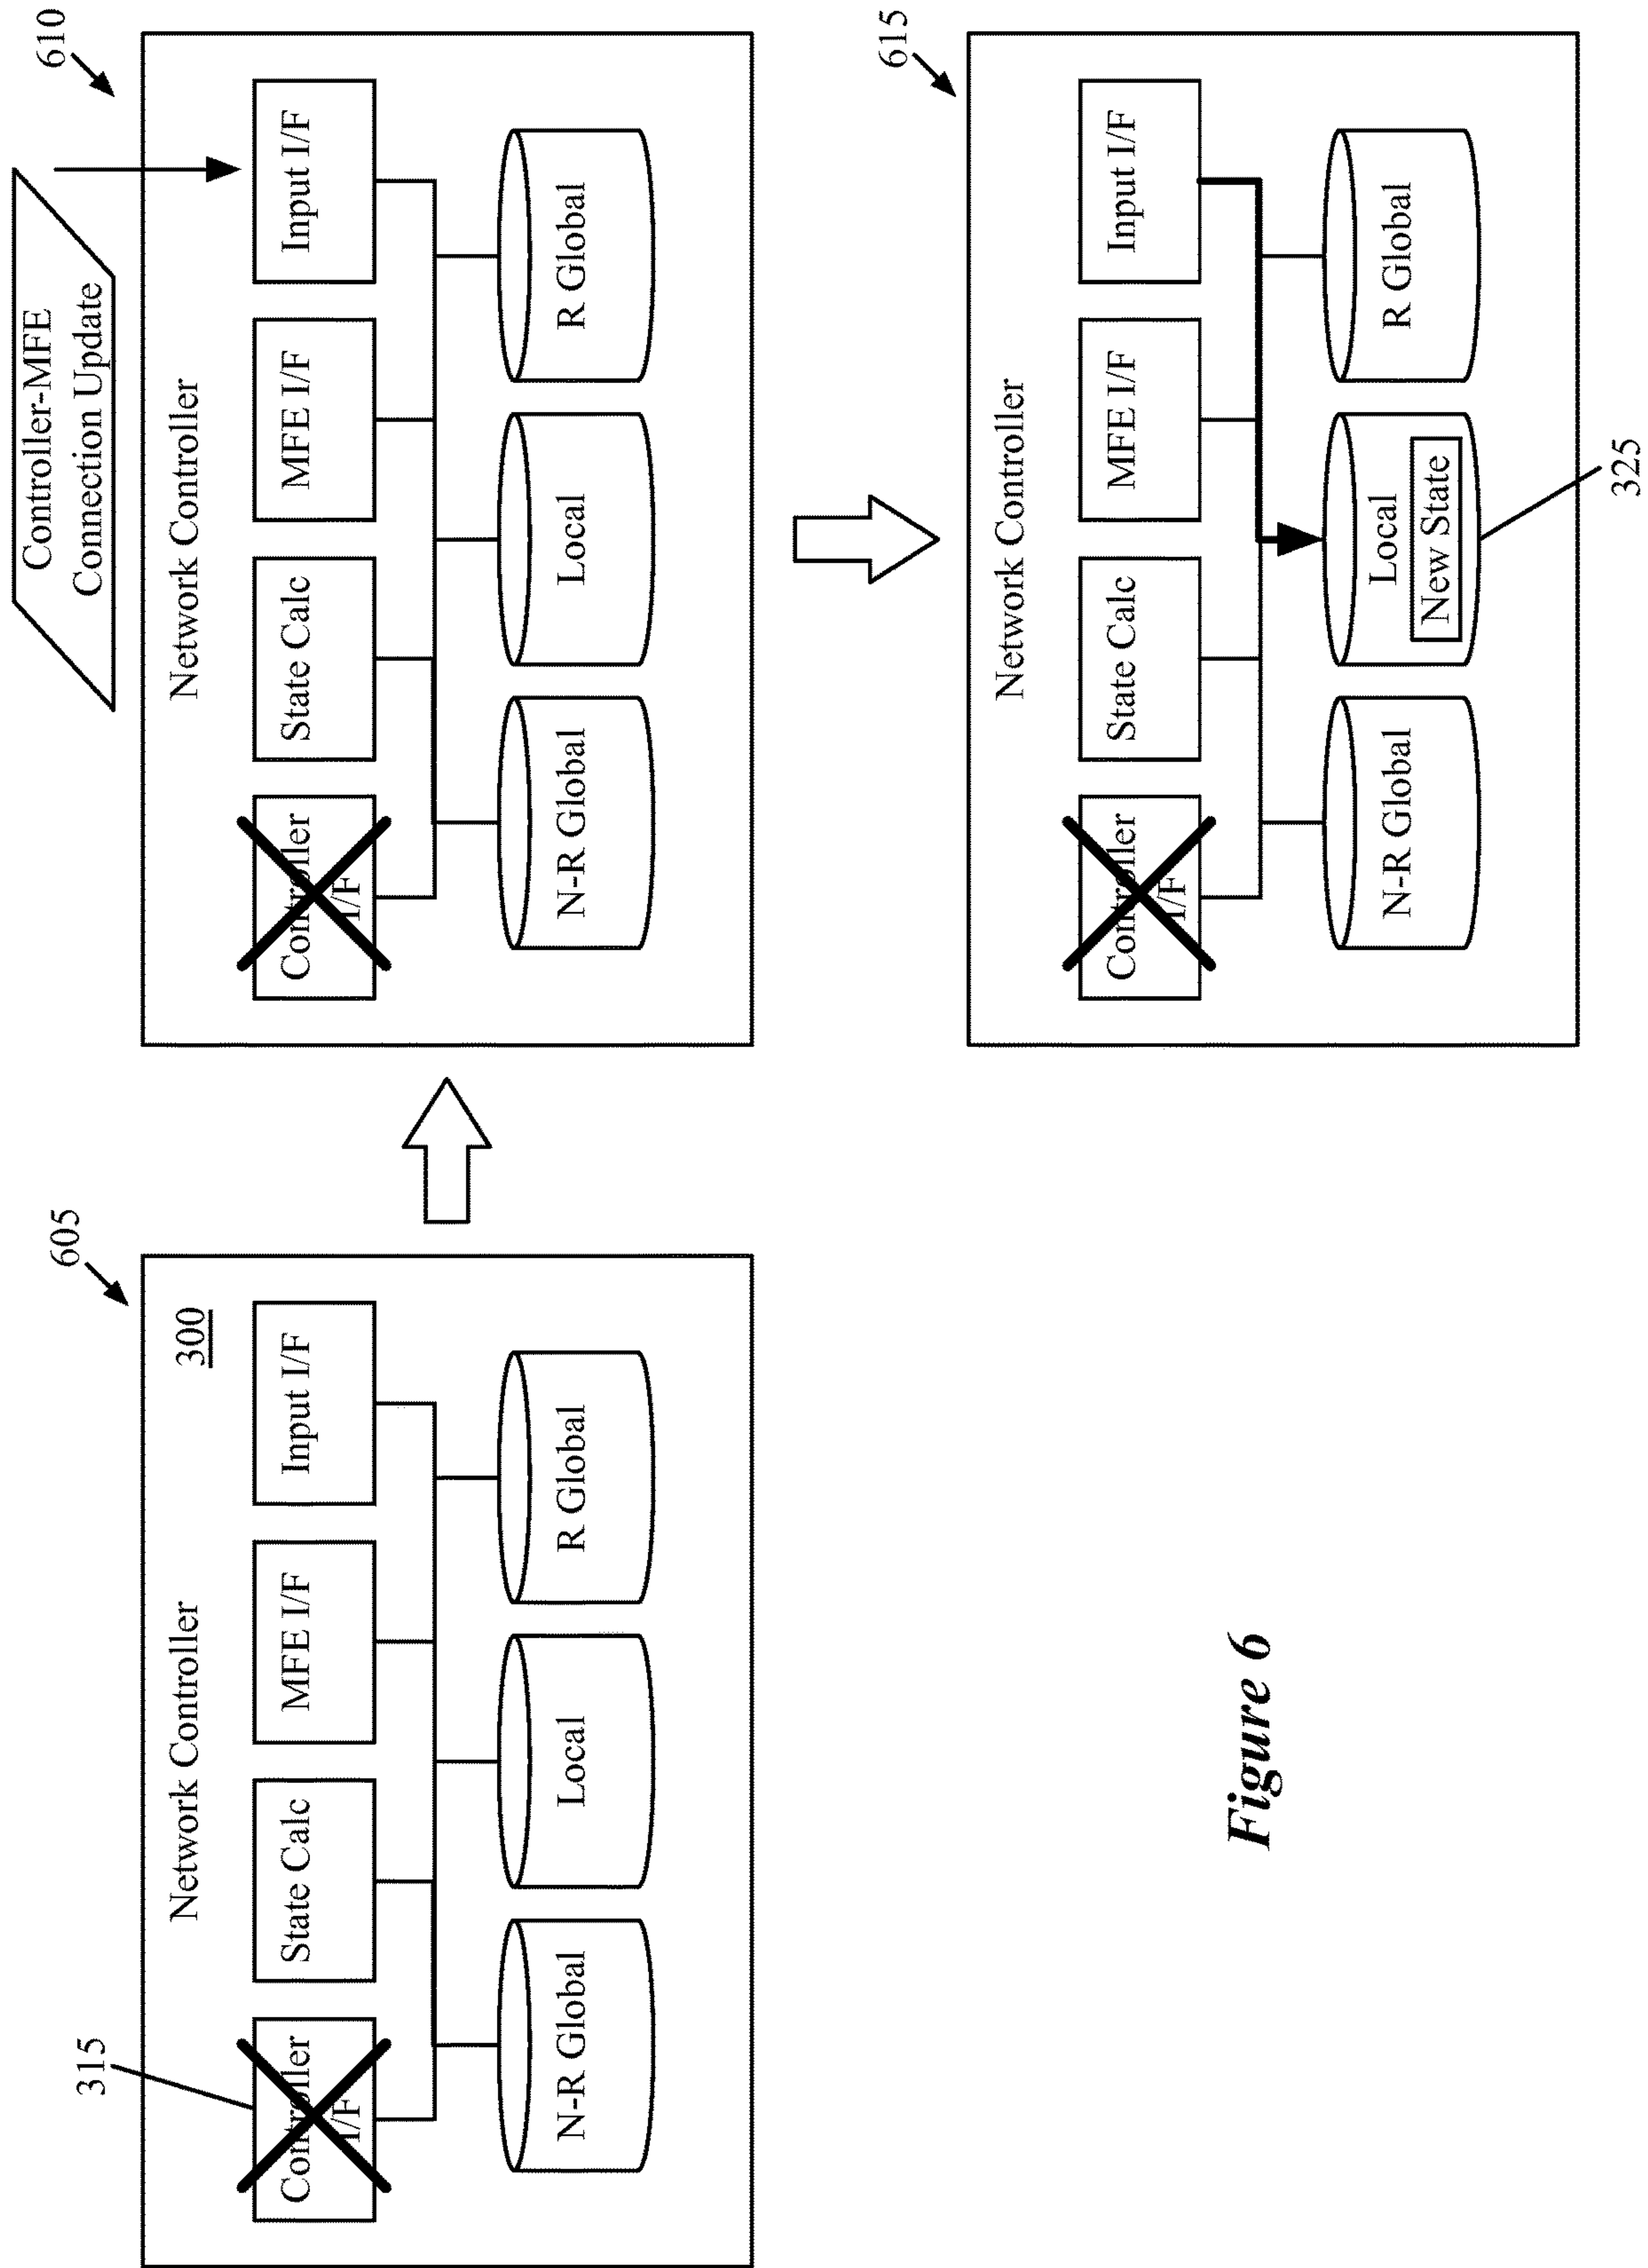 605
Network Controller
300
315
Controller
I/F
State Calc
MFE I/F
Input I/F
N-R Global
Local
R Global
Controller-MFE
Connection Update
610
Network Controller
Controller
I/F
State Calc
MFE I/F
Input I/F
N-R Global
Local
R Global
615
Network Controller
Controller
I/F
State Calc
MFE I/F
Input I/F
N-R Global
Local
New State
R Global
325
Figure 6